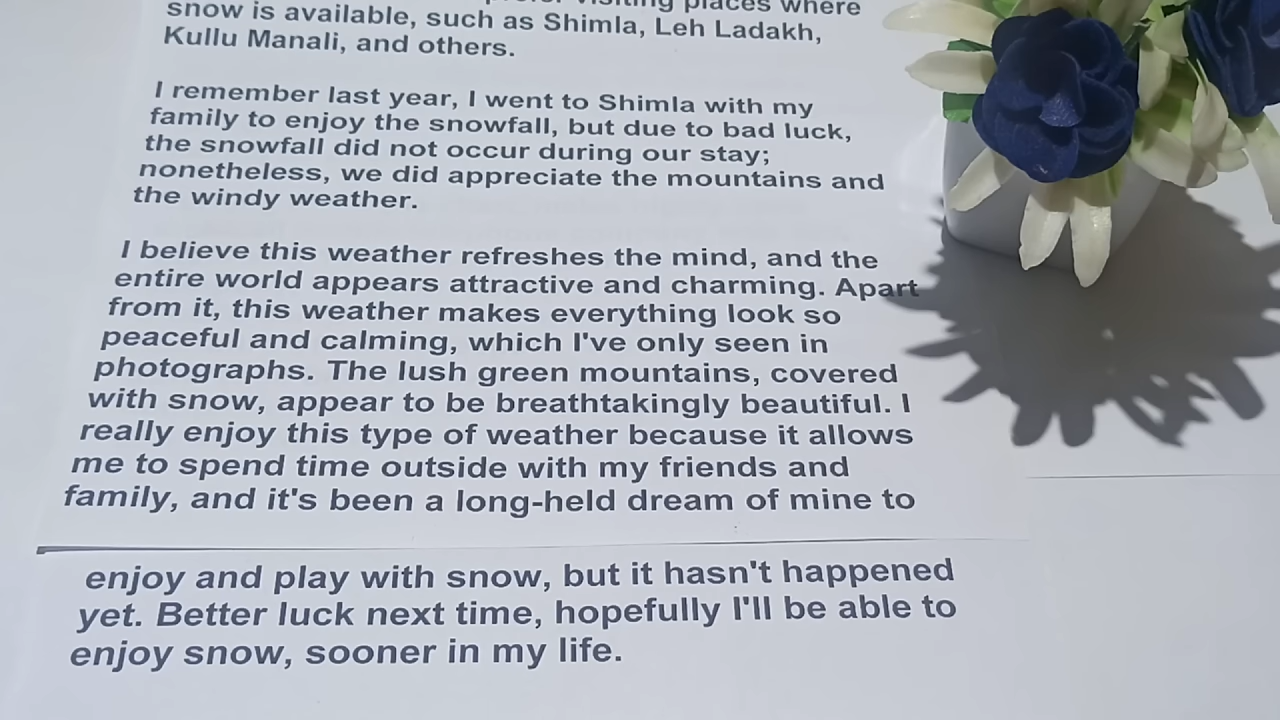 visiting places where
snow is available, such as Shimla, Leh Ladakh,
Kullu Manali, and others.
I remember last year, I went to Shimla with my
family to enjoy the snowfall, but due to bad luck,
the snowfall did not occur during our stay;
nonetheless, we did appreciate the mountains and
the windy weather.
I believe this weather refreshes the mind, and the
entire world appears attractive and charming. Apart
from it, this weather makes everything look so
peaceful and calming, which I've only seen in
photographs. The lush green mountains, covered
with snow, appear to be breathtakingly beautiful. I
really enjoy this type of weather because it allows
me to spend time outside with my friends and
family, and it's been a long-held dream of mine to
enjoy and play with snow, but it hasn't happened
yet. Better luck next time, hopefully I'll be able to
enjoy snow, sooner in my life.